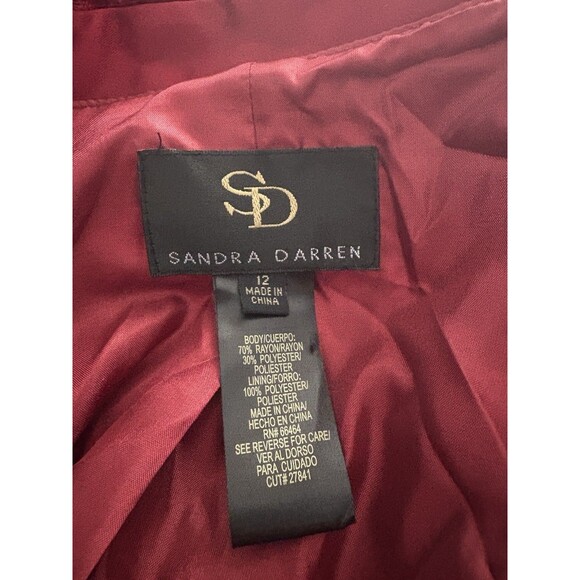 SD
SANDRA DARREN
12
MADE IN
CHINA
BODY/CUERPO:
70% RAYON/RAYON
30% POLYESTER/
POLIESTER
LINING/FORRO:
100% POLYESTER/
POLIESTER
MADE IN CHINA/
HECHO EN CHINA
RN# 66464
SEE REVERSE FOR CARE/
VER AL DORSO
PARA CUIDADO
CUT# 27841